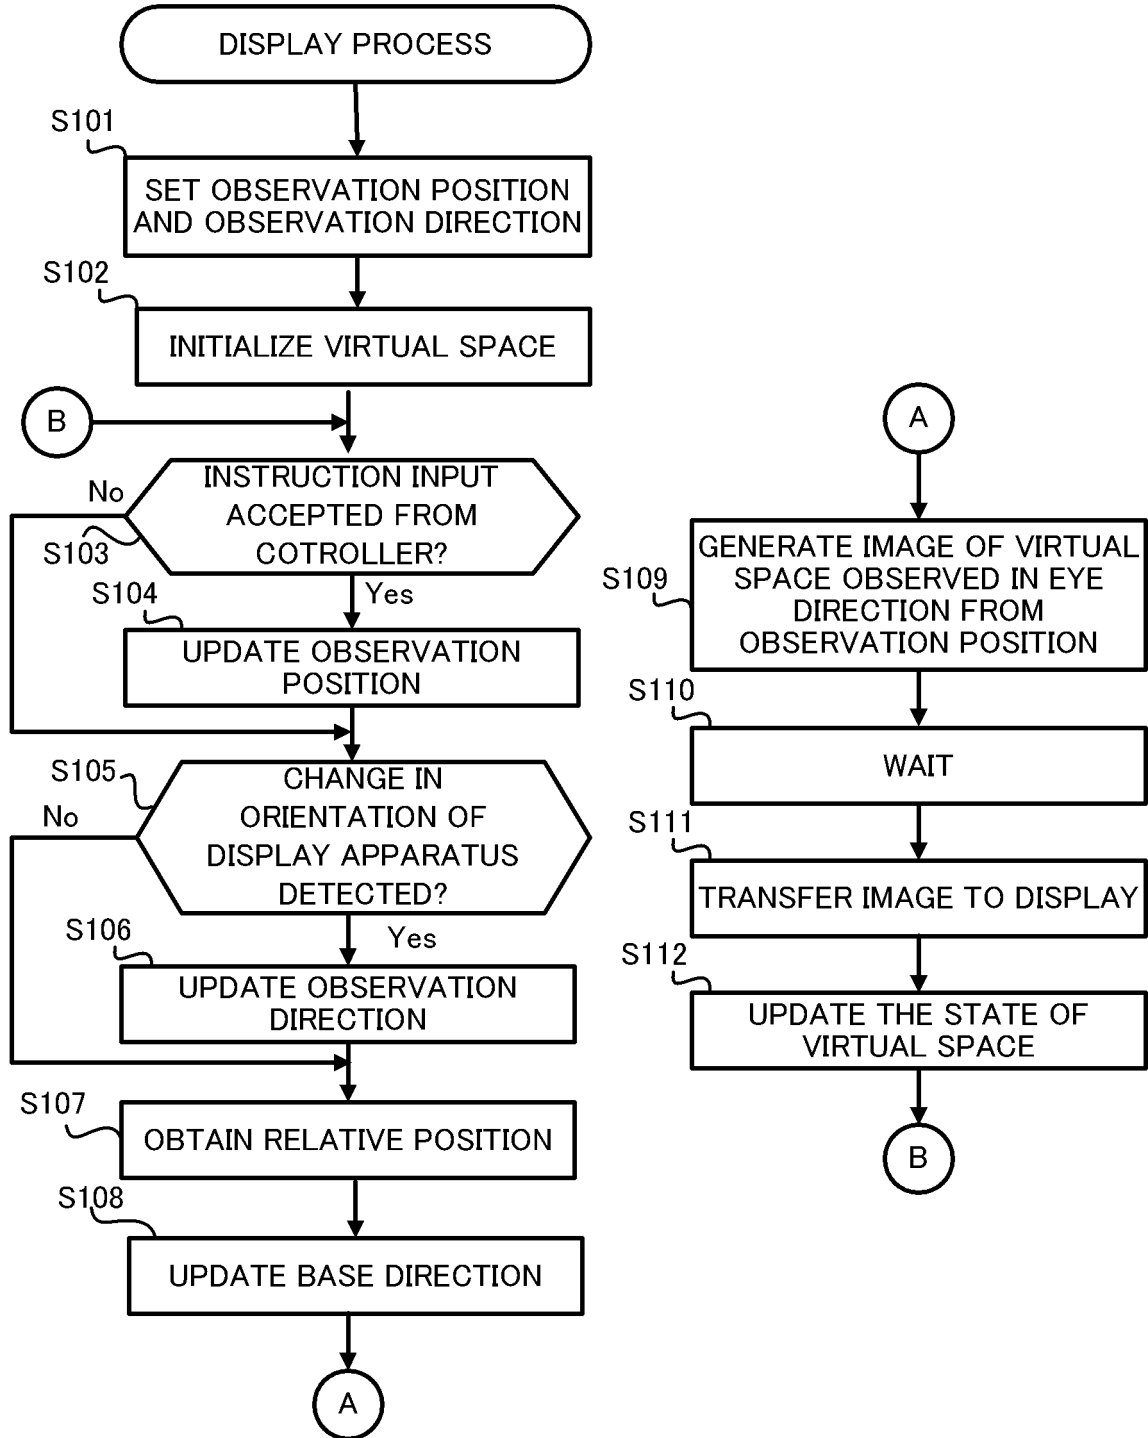 DISPLAY PROCESS
S101
SET OBSERVATION POSITION
AND OBSERVATION DIRECTION
S102
INITIALIZE VIRTUAL SPACE
B
INSTRUCTION INPUT
ACCEPTED FROM
COTROLLER?
No
S103
Yes
S104
UPDATE OBSERVATION
POSITION
S105
CHANGE IN
ORIENTATION OF
DISPLAY APPARATUS
DETECTED?
No
Yes
S106
UPDATE OBSERVATION
DIRECTION
S107
OBTAIN RELATIVE POSITION
S108
UPDATE BASE DIRECTION
A
A
S109
GENERATE IMAGE OF VIRTUAL
SPACE OBSERVED IN EYE
DIRECTION FROM
OBSERVATION POSITION
S110
WAIT
S111
TRANSFER IMAGE TO DISPLAY
S112
UPDATE THE STATE OF
VIRTUAL SPACE
B